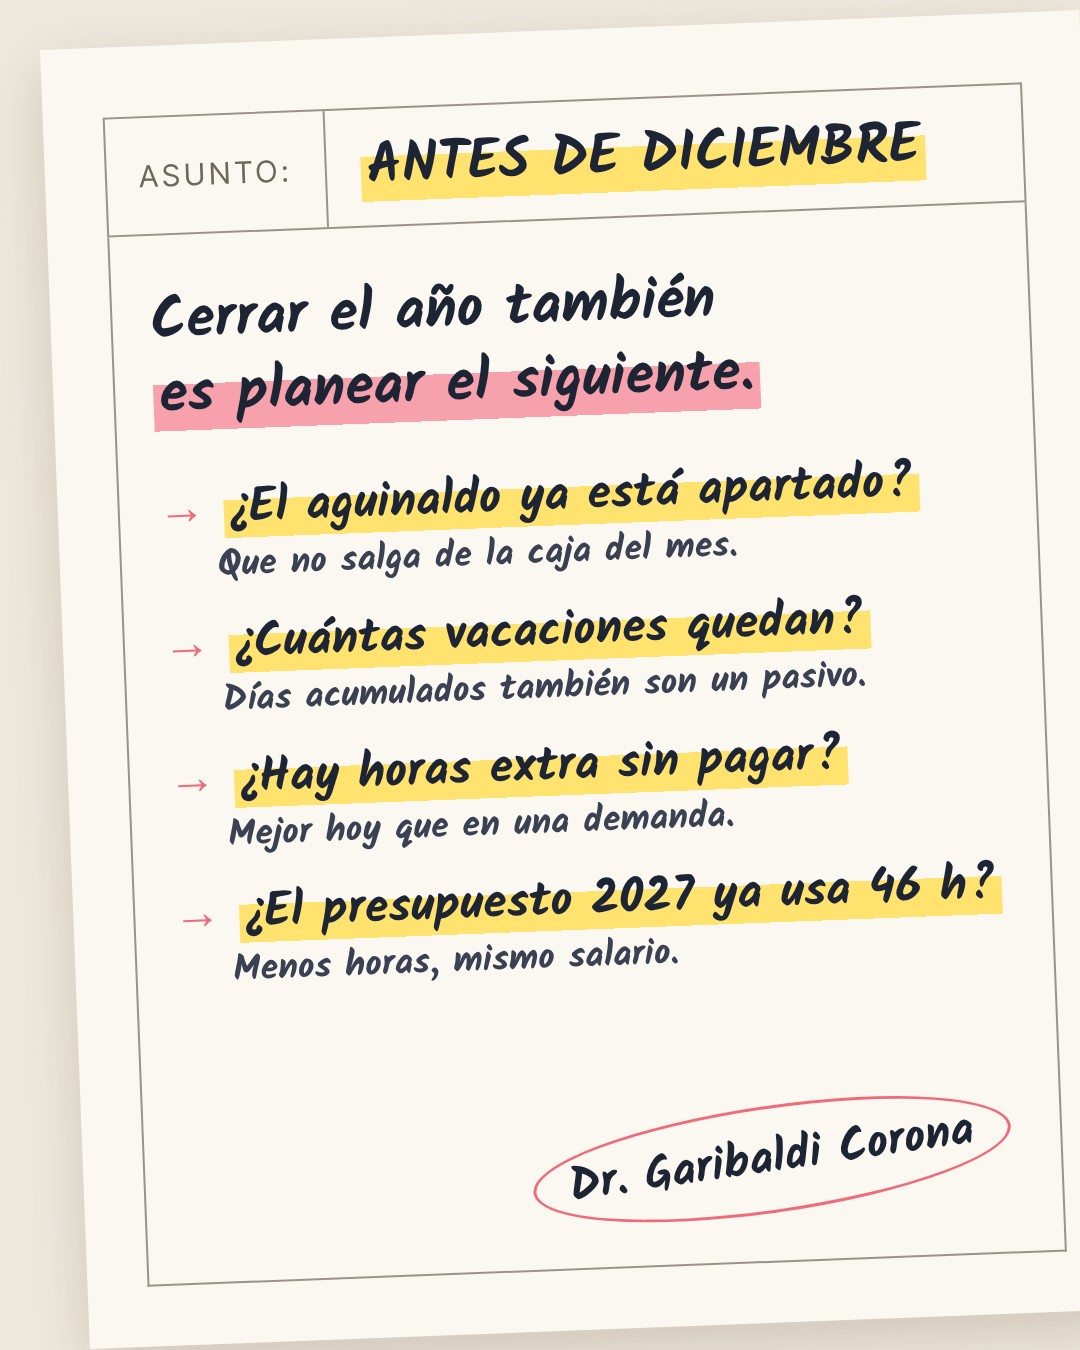 ASUNTO:
ANTES DE DICIEMBRE
Cerrar el año también
es planear el siguiente.
→ ¿El aguinaldo ya está apartado?
Que no salga de la caja del mes.
→ ¿Cuántas vacaciones quedan?
Días acumulados también son un pasivo.
→ ¿Hay horas extra sin pagar?
Mejor hoy que en una demanda.
→ ¿El presupuesto 2027 ya usa 46 h?
Menos horas, mismo salario.
Dr. Garibaldi Corona